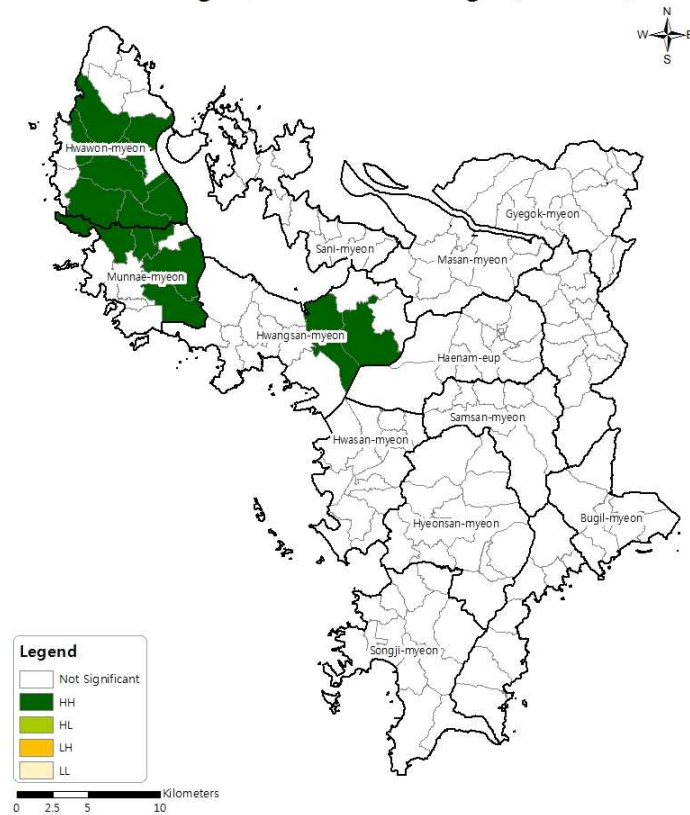 N
W E
S
Hwawon-myeon
Gyegok-myeon
Sani-myeon
Masan-myeon
Munnae-myeon
Hwangsan-myeon
Haenam-eup
Samsan-myeon
Hwasan-myeon
Hyeonsan-myeon
Bugil-myeon
Songji-myeon
Legend
Not Significant
HH
HL
LH
LL
Kilometers
0 2.5 5 10